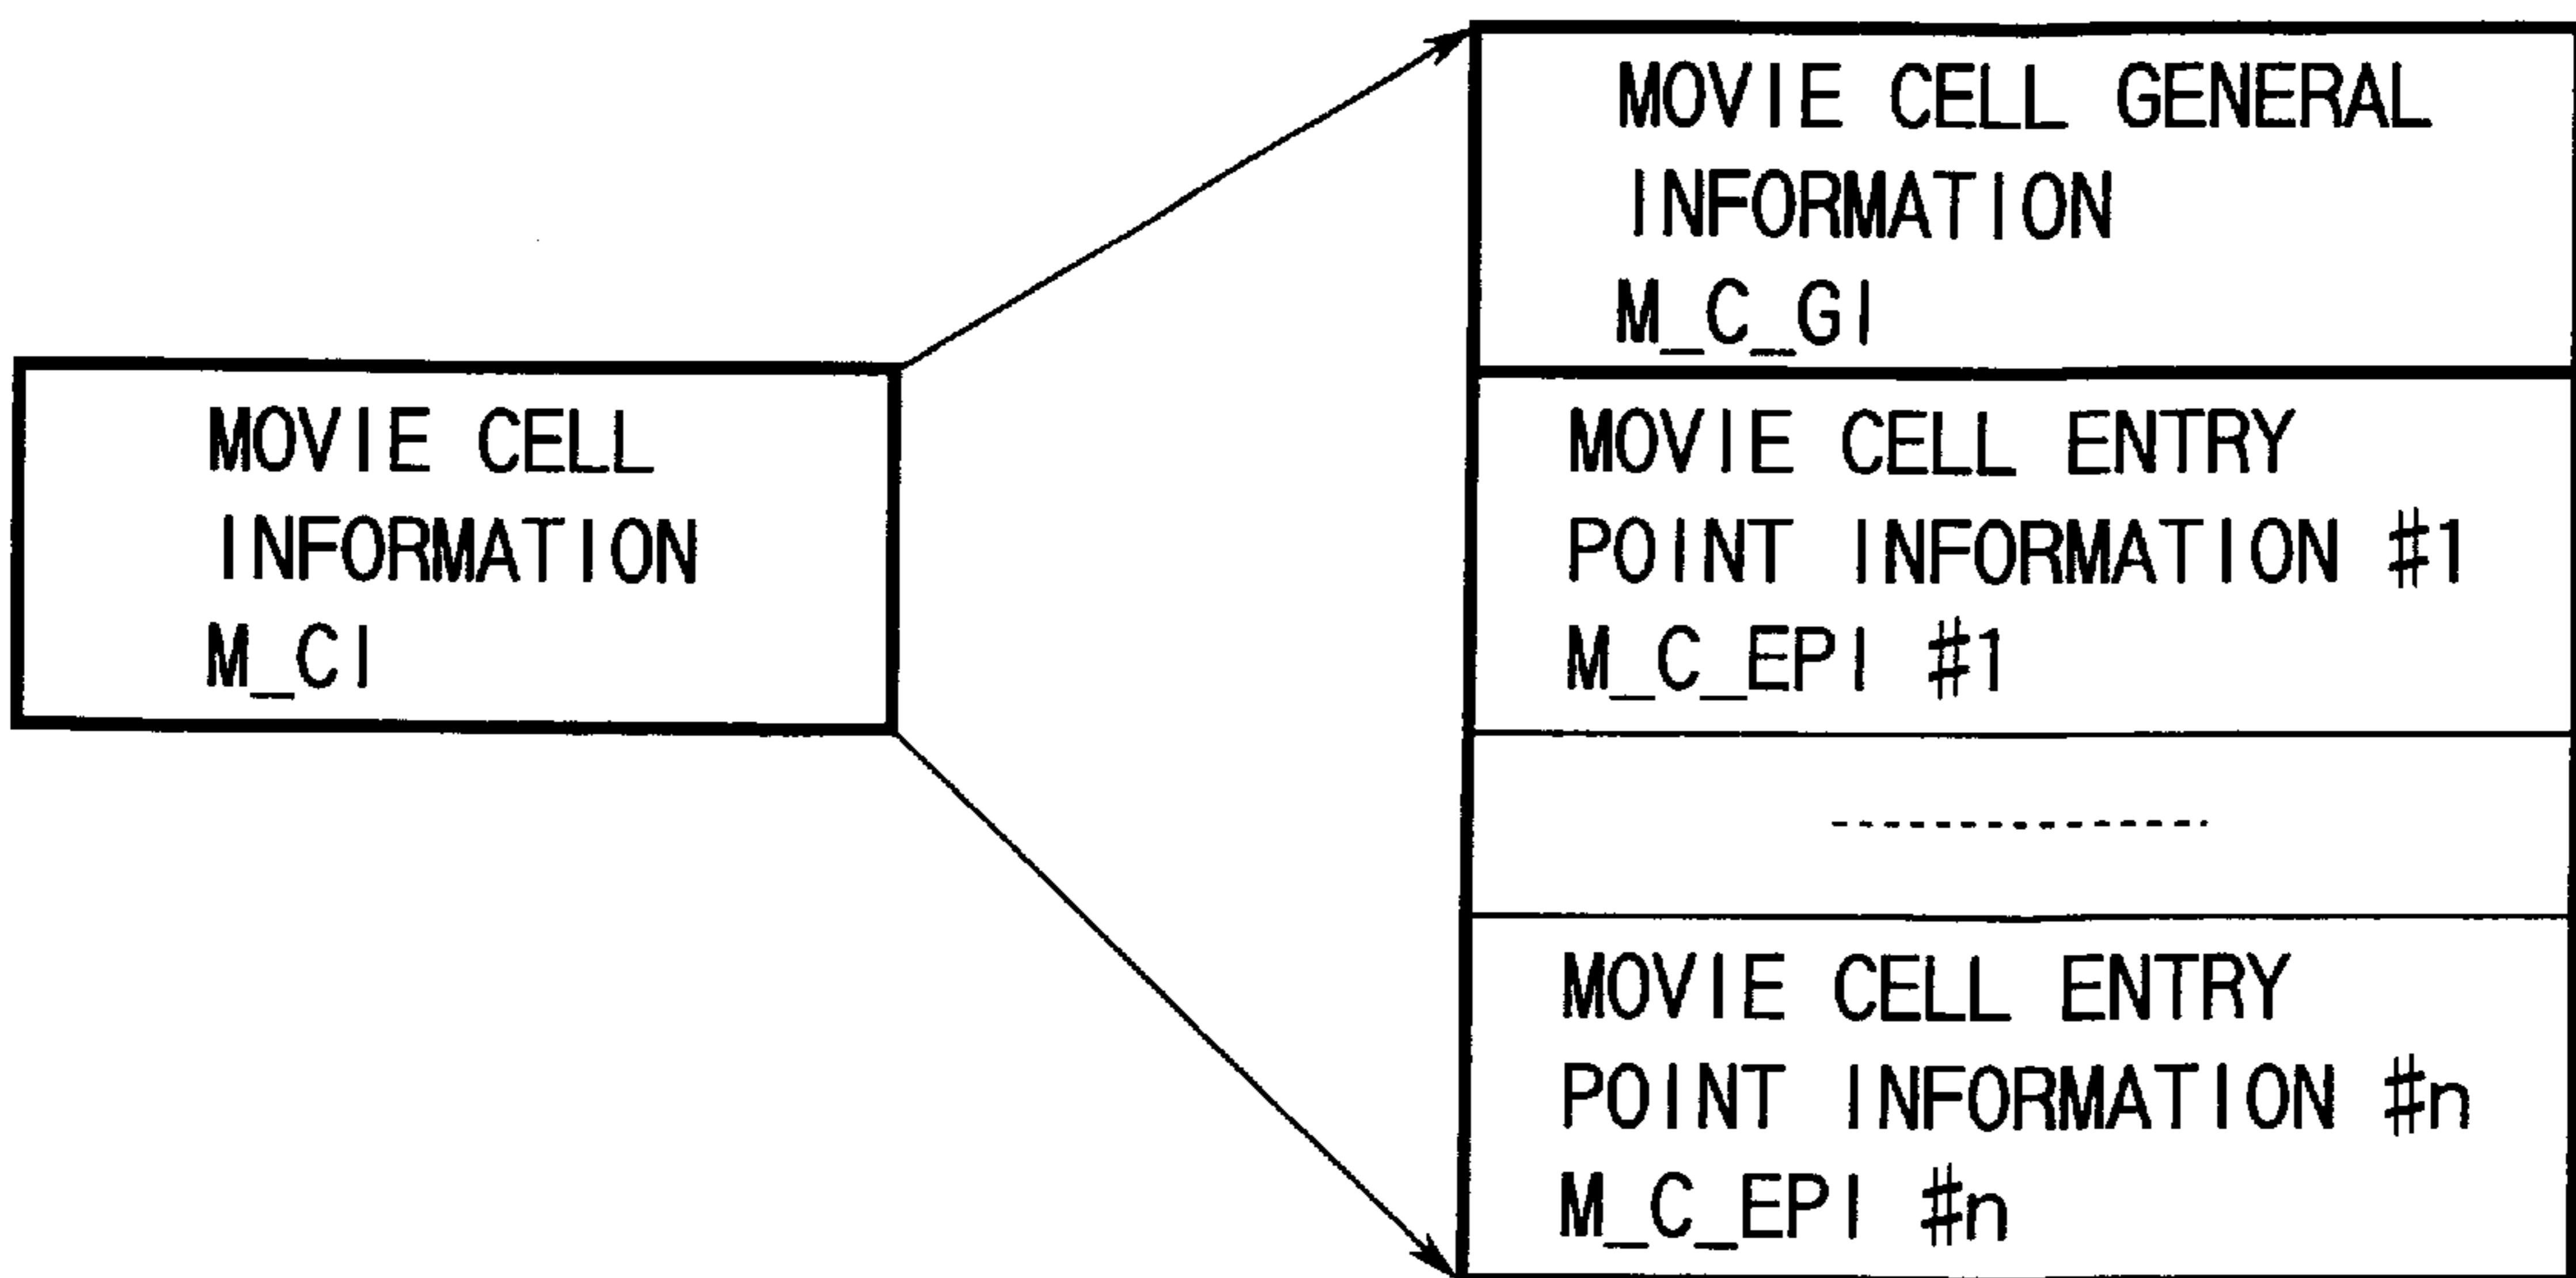 MOVIE CELL
INFORMATION
M_CI
MOVIE CELL GENERAL
INFORMATION
M_C_GI
MOVIE CELL ENTRY
POINT INFORMATION #1
M_C_EPI #1
MOVIE CELL ENTRY
POINT INFORMATION #n
M_C_EPI #n